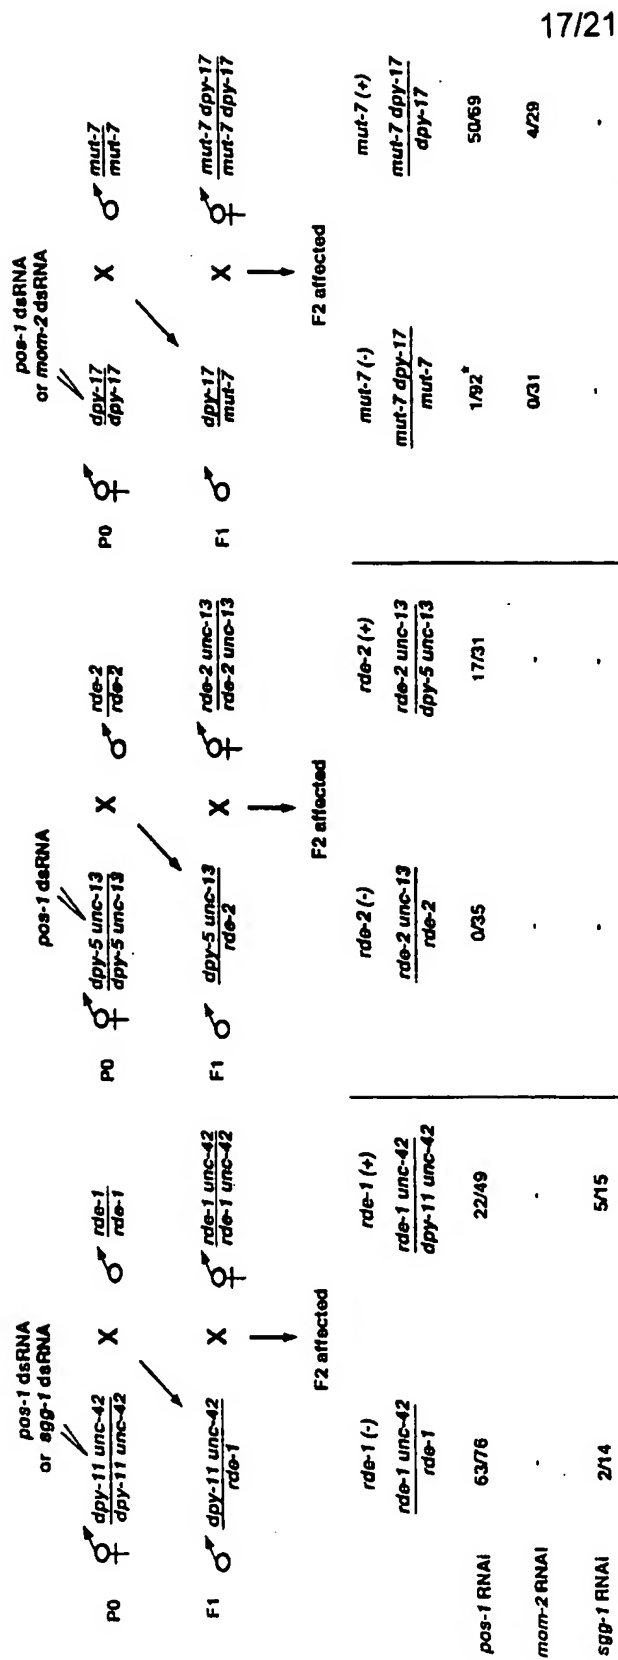 17/21
pos-1 dsRNA
or sgg-1 dsRNA
P0 dpy-11 unc-42 X rde-1
dpy-11 unc-42 rde-1
F1 dpy-11 unc-42 X rde-1 unc-42
rde-1 rde-1 unc-42
F2 affected
rde-1 (-) rde-1 (+)
rde-1 unc-42 rde-1 unc-42
rde-1 dpy-11 unc-42
pos-1 RNAi 63/76 22/49
mom-2 RNAi - -
sgg-1 RNAi 2/14 5/15
pos-1 dsRNA
P0 dpy-5 unc-13 X rde-2
dpy-5 unc-13 rde-2
F1 dpy-5 unc-13 X rde-2 unc-13
rde-2 rde-2 unc-13
F2 affected
rde-2 (-) rde-2 (+)
rde-2 unc-13 rde-2 unc-13
rde-2 dpy-5 unc-13
0/35 17/31
- -
- -
pos-1 dsRNA
or mom-2 dsRNA
P0 dpy-17 X mut-7
dpy-17 mut-7
F1 dpy-17 X mut-7 dpy-17
mut-7 mut-7 dpy-17
F2 affected
mut-7 (-) mut-7 (+)
mut-7 dpy-17 mut-7 dpy-17
mut-7 dpy-17
1/92* 50/69
0/31 4/29
- -